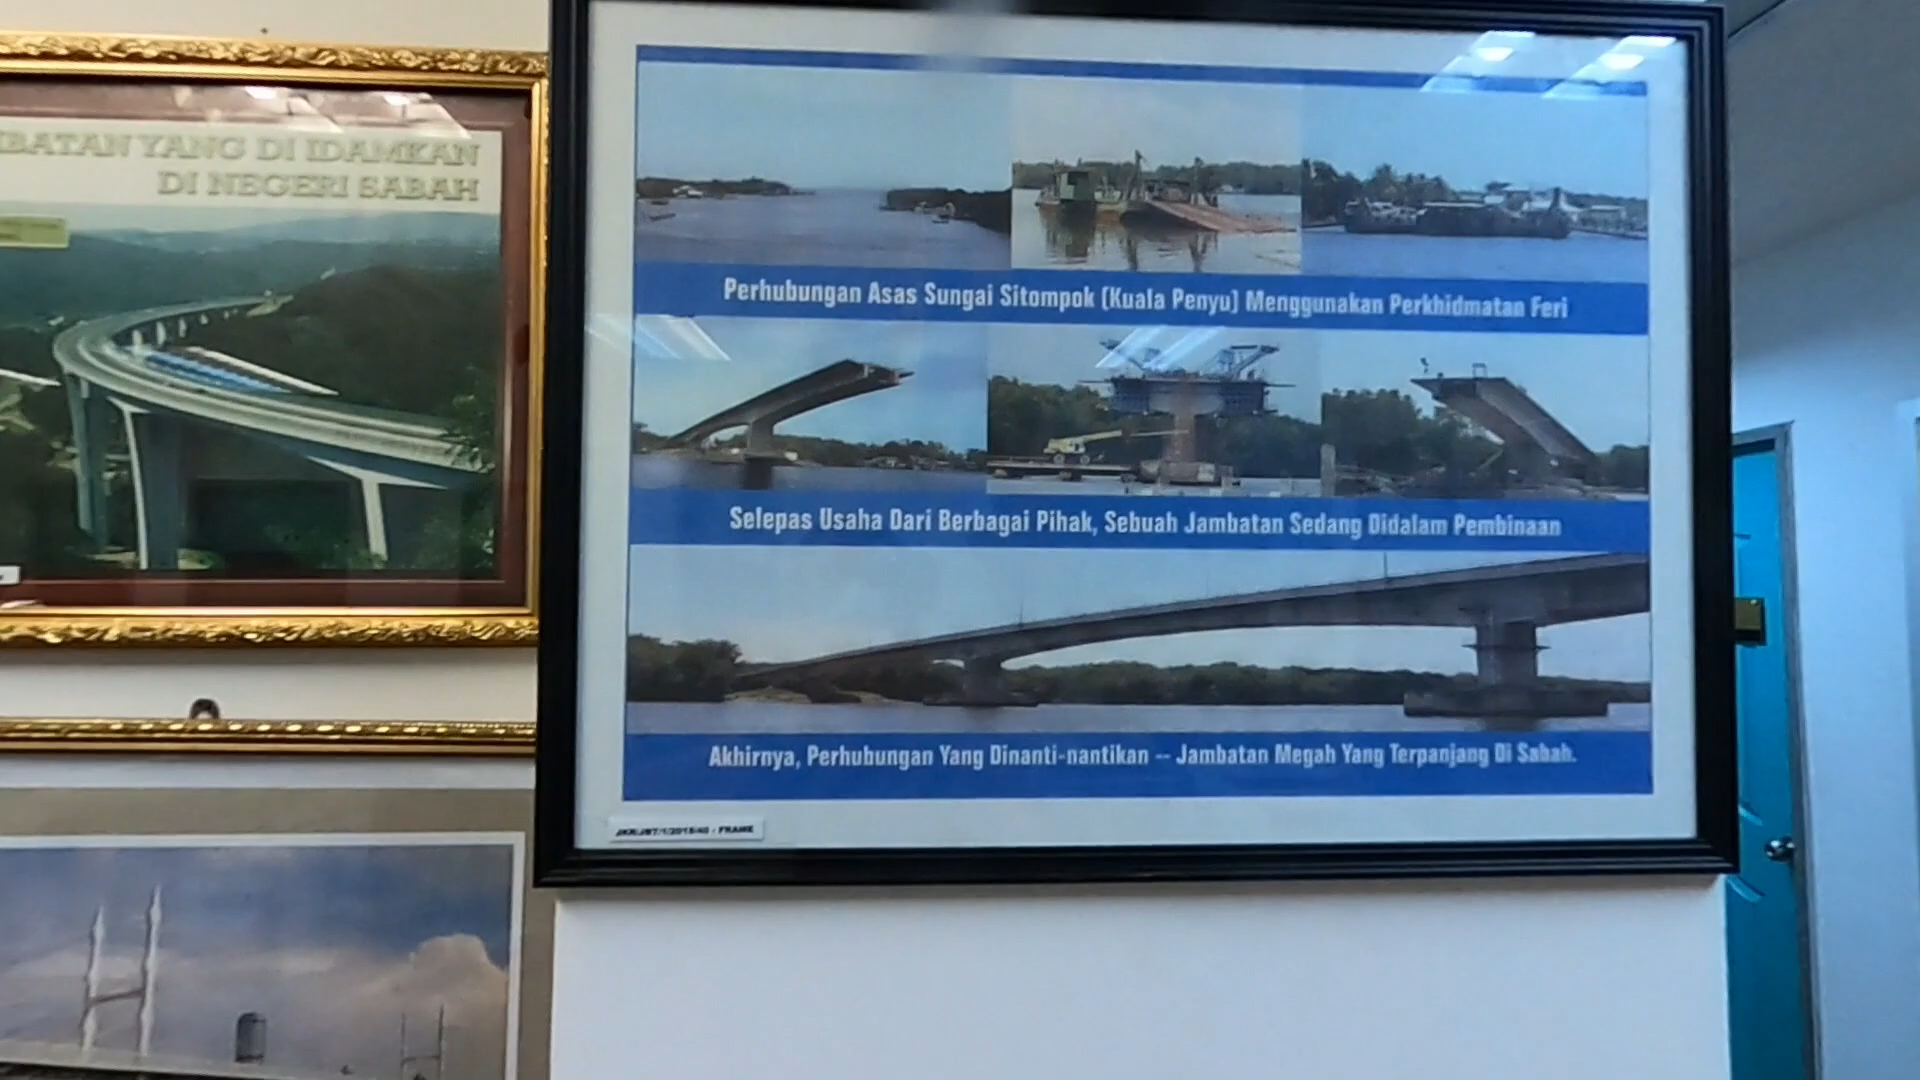 BATAN YANG DI IDAMKAN
DI NEGERI SABAH
Perhubungan Asas Sungai Sitompok (Kuala Penyu) Menggunakan Perkhidmatan Feri
Selepas Usaha Dari Berbagai Pihak, Sebuah Jambatan Sedang Didalam Pembinaan
Akhirnya, Perhubungan Yang Dinanti-nantikan -- Jambatan Megah Yang Terpanjang Di Sabah.